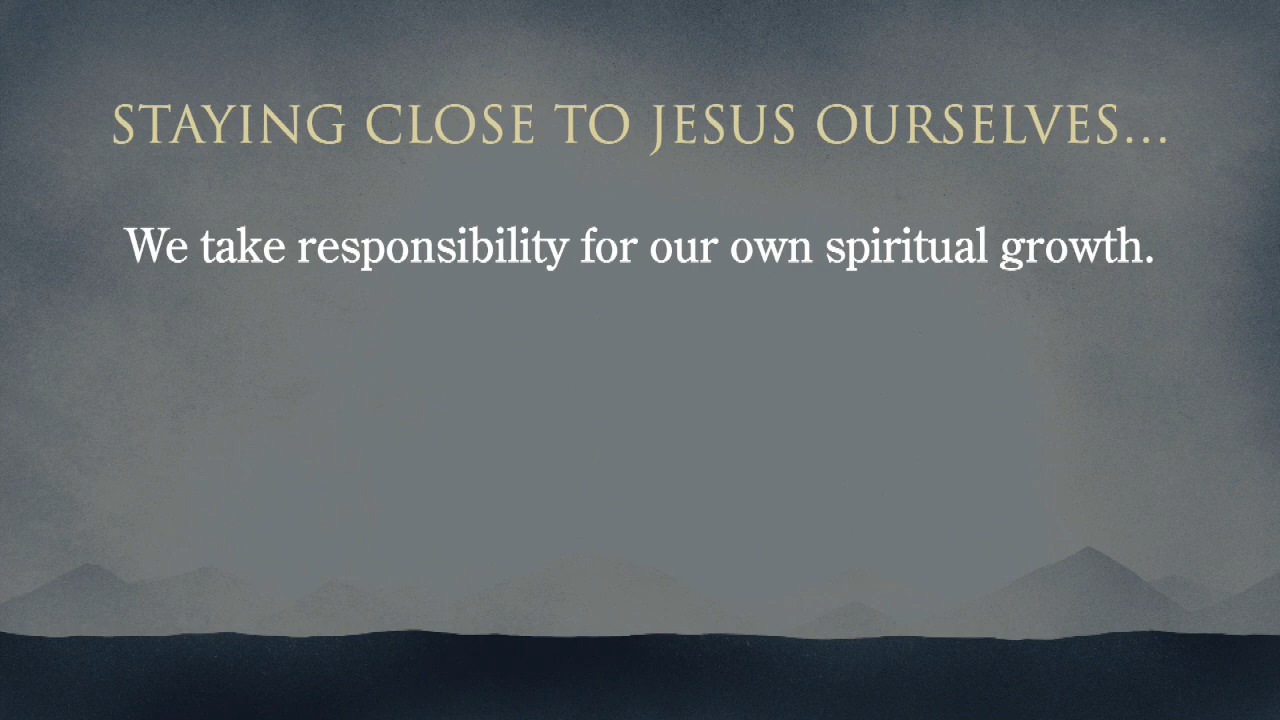 STAYING CLOSE TO JESUS OURSELVES...
We take responsibility for our own spiritual growth.